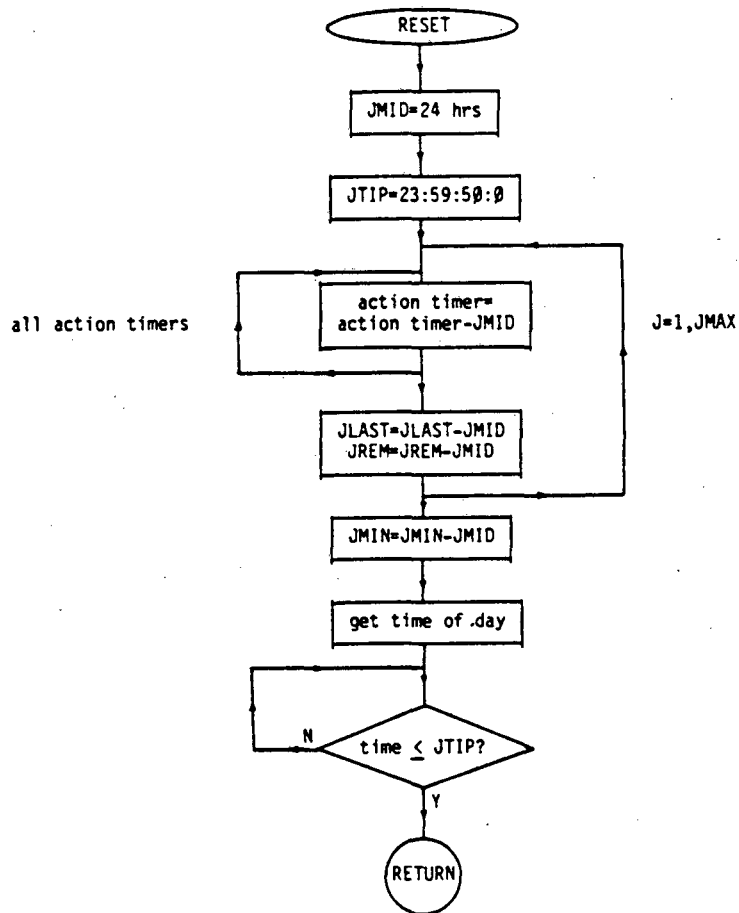 RESET
JMID=24 hrs
JTIP=23:59:50:0
action timer=
action timer-JMID
all action timers
J=1,JMAX
JLAST=JLAST-JMID
JREM=JREM-JMID
JMIN=JMIN-JMID
get time of day
N
time ≤ JTIP?
Y
RETURN